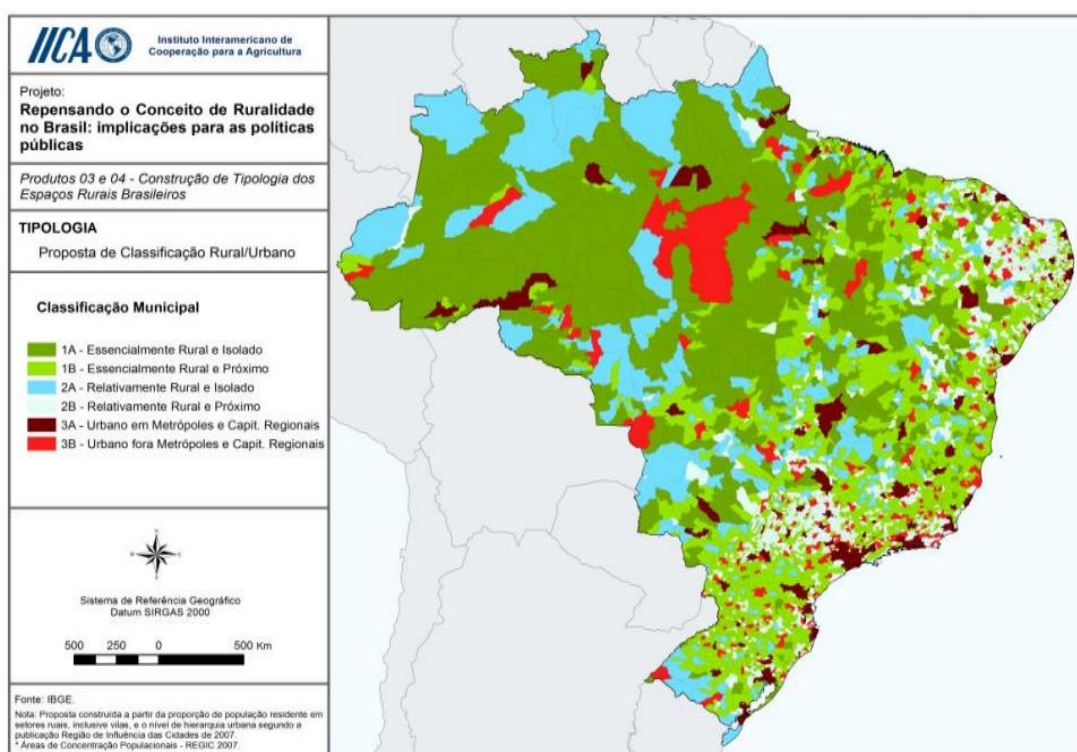 IICA
Instituto Interamericano de
Cooperação para a Agricultura
Projeto:
Repensando o Conceito de Ruralidade
no Brasil: implicações para as políticas
públicas
Produtos 03 e 04 - Construção de Tipologia dos
Espaços Rurais Brasileiros
TIPOLOGIA
Proposta de Classificação Rural/Urbano
Classificação Municipal
1A - Essencialmente Rural e Isolado
1B - Essencialmente Rural e Próximo
2A - Relativamente Rural e Isolado
2B - Relativamente Rural e Próximo
3A - Urbano em Metrópoles e Capit. Regionais
3B - Urbano fora Metrópoles e Capit. Regionais
Sistema de Referência Geográfico
Datum SIRGAS 2000
500 250 0 500 Km
Fonte: IBGE.
Nota: Proposta construída a partir da proporção de população residente em
setores ruais, inclusive vilas, e o nível de hierarquia urbana segundo a
publicação Região de Influência das Cidades de 2007.
* Áreas de Concentração Populacionais - REGIC 2007.